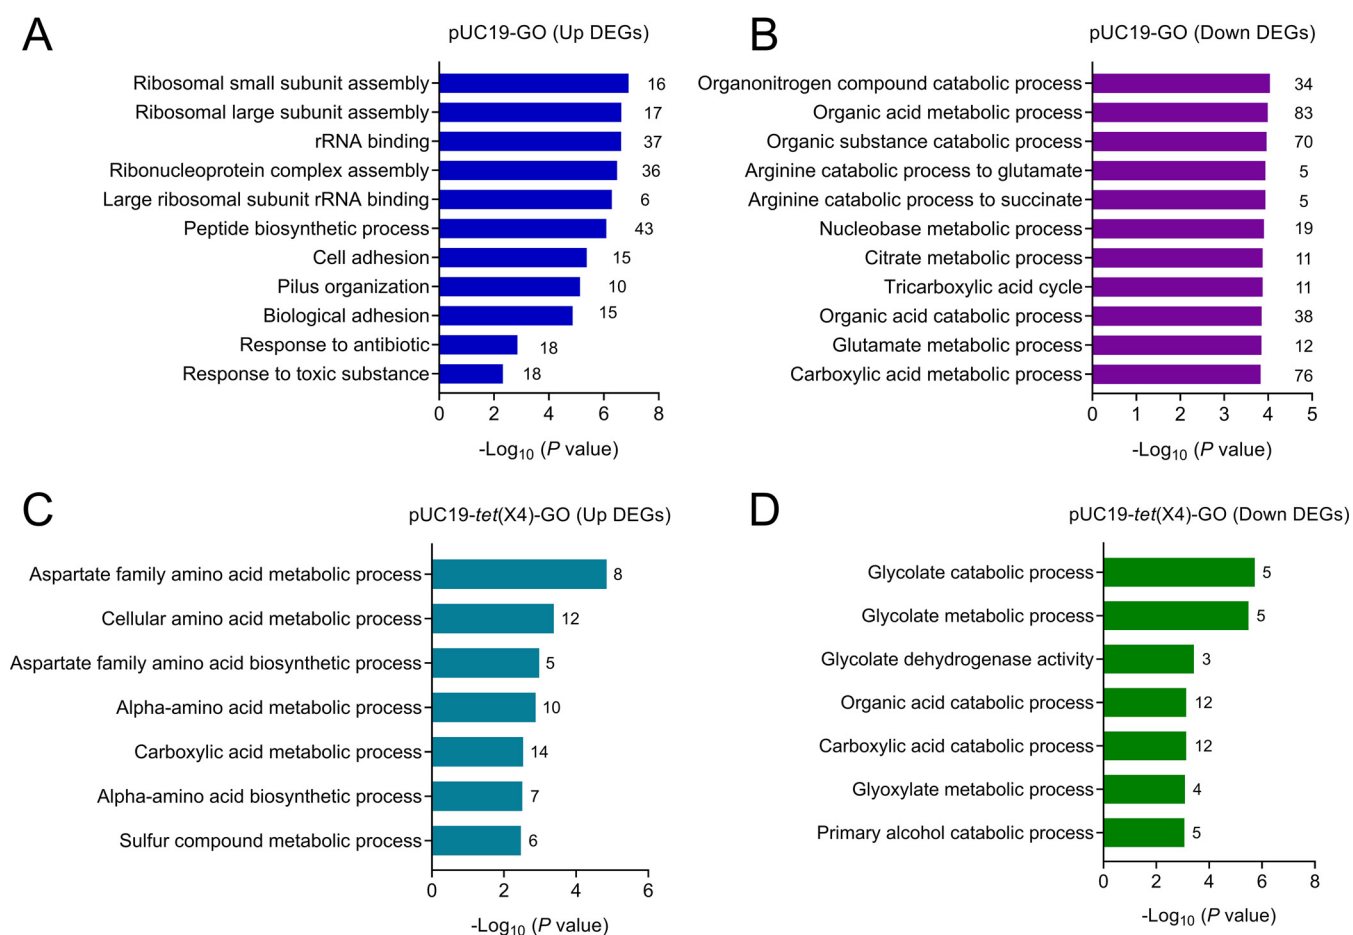 A
pUC19-GO (Up DEGs)
Ribosomal small subunit assembly 16
Ribosomal large subunit assembly 17
rRNA binding 37
Ribonucleoprotein complex assembly 36
Large ribosomal subunit rRNA binding 6
Peptide biosynthetic process 43
Cell adhesion 15
Pilus organization 10
Biological adhesion 15
Response to antibiotic 18
Response to toxic substance 18
0 2 4 6 8
-Log10 (P value)
B
pUC19-GO (Down DEGs)
Organonitrogen compound catabolic process 34
Organic acid metabolic process 83
Organic substance catabolic process 70
Arginine catabolic process to glutamate 5
Arginine catabolic process to succinate 5
Nucleobase metabolic process 19
Citrate metabolic process 11
Tricarboxylic acid cycle 11
Organic acid catabolic process 38
Glutamate metabolic process 12
Carboxylic acid metabolic process 76
0 1 2 3 4 5
-Log10 (P value)
C
pUC19-tet(X4)-GO (Up DEGs)
Aspartate family amino acid metabolic process 8
Cellular amino acid metabolic process 12
Aspartate family amino acid biosynthetic process 5
Alpha-amino acid metabolic process 10
Carboxylic acid metabolic process 14
Alpha-amino acid biosynthetic process 7
Sulfur compound metabolic process 6
0 2 4 6
-Log10 (P value)
D
pUC19-tet(X4)-GO (Down DEGs)
Glycolate catabolic process 5
Glycolate metabolic process 5
Glycolate dehydrogenase activity 3
Organic acid catabolic process 12
Carboxylic acid catabolic process 12
Glyoxylate metabolic process 4
Primary alcohol catabolic process 5
0 2 4 6 8
-Log10 (P value)